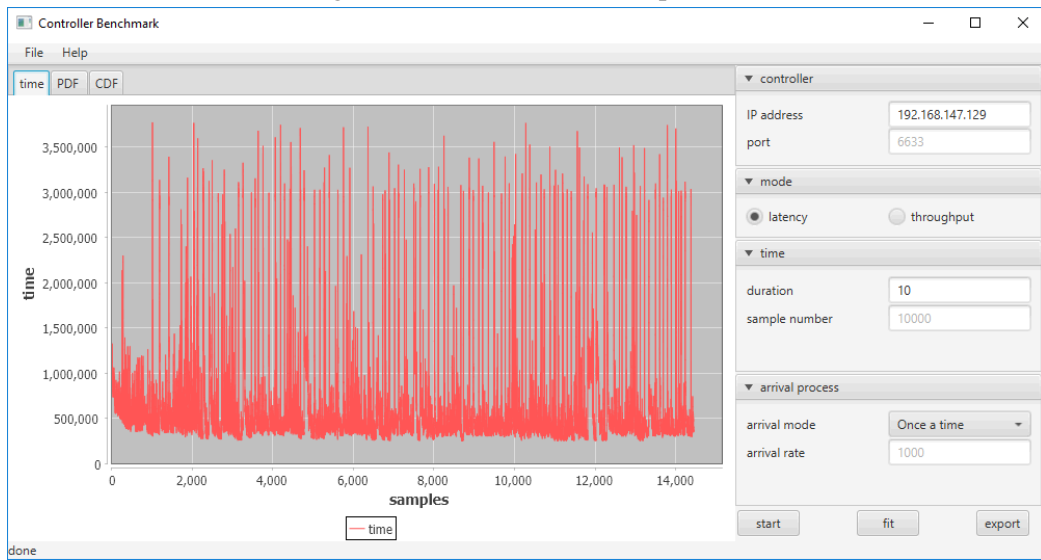 Controller Benchmark
File Help
time PDF CDF
3,500,000
3,000,000
2,500,000
2,000,000
1,500,000
1,000,000
500,000
0
time
0 2,000 4,000 6,000 8,000 10,000 12,000 14,000
samples
time
controller
IP address 192.168.147.129
port 6633
mode
latency throughput
time
duration 10
sample number 10000
arrival process
arrival mode Once a time
arrival rate 1000
start fit export
done